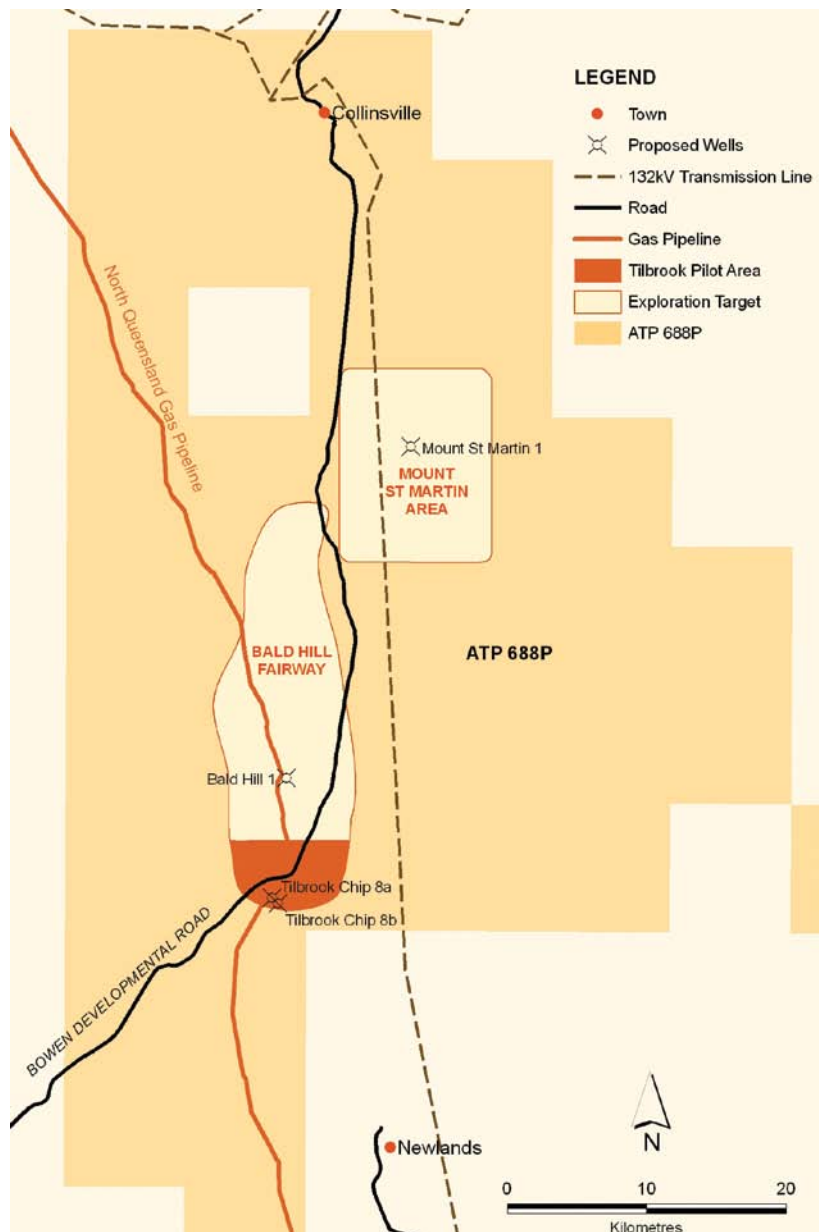 LEGEND
Town
Proposed Wells
132kV Transmission Line
Road
Gas Pipeline
Tilbrook Pilot Area
Exploration Target
ATP 688P
Collinsville
North Queensland Gas Pipeline
Mount St Martin 1
MOUNT
ST MARTIN
AREA
BALD HILL
FAIRWAY
ATP 688P
Bald Hill 1
Tilbrook Chip 8a
Tilbrook Chip 8b
BOWEN DEVELOPMENTAL ROAD
Newlands
N
0 10 20
Kilometres